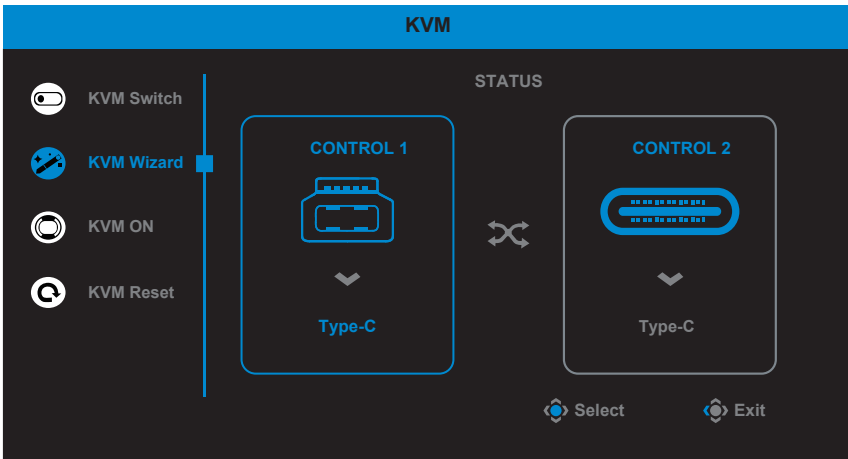 KVM
STATUS
KVM Switch
KVM Wizard
KVM ON
KVM Reset
CONTROL 1
Type-C
CONTROL 2
Type-C
Select
Exit